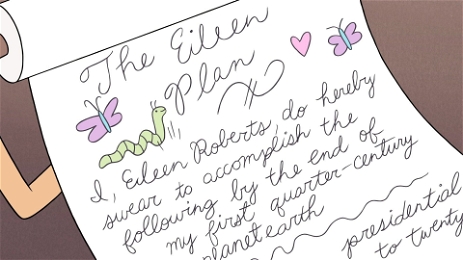 The Eileen
Plan
I, Eileen Roberts, do hereby
swear to accomplish the
following by the end of
my first quarter-century
planet earth
presidential
to twenty